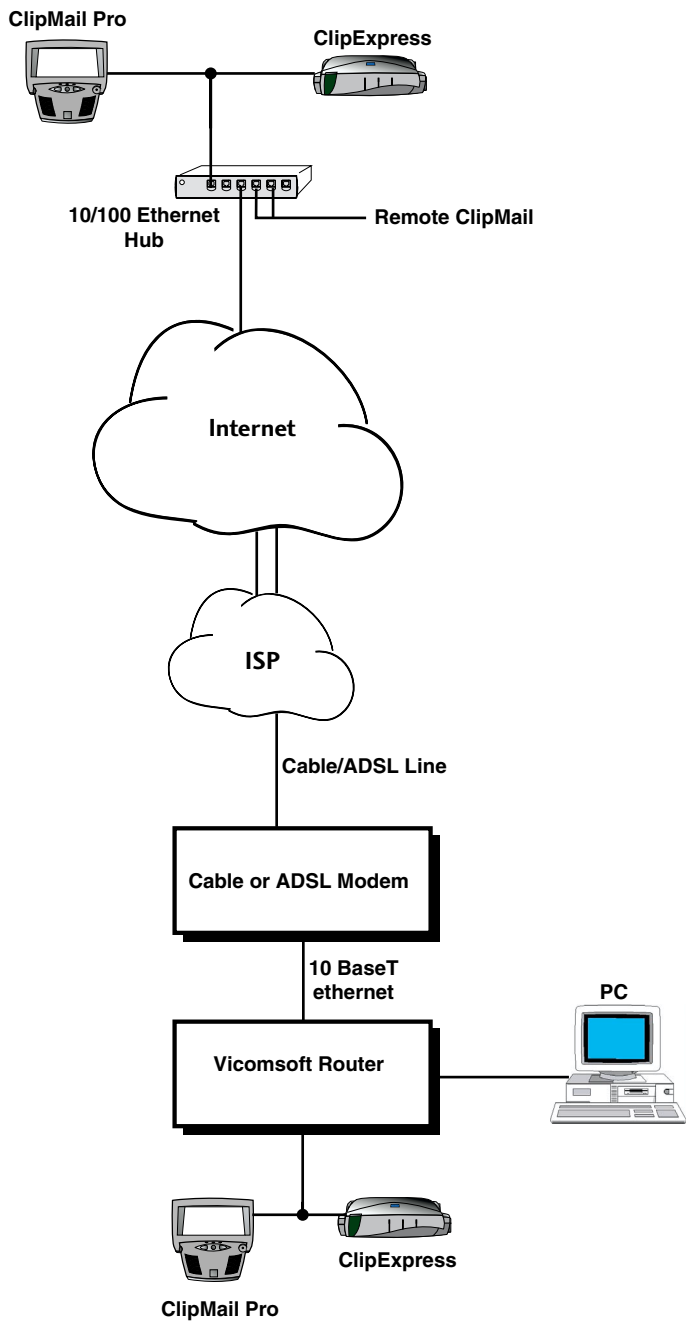 ClipMail Pro
ClipExpress
10/100 Ethernet
Hub
Remote ClipMail
Internet
ISP
Cable/ADSL Line
Cable or ADSL Modem
10 BaseT
ethernet
PC
Vicomsoft Router
ClipExpress
ClipMail Pro